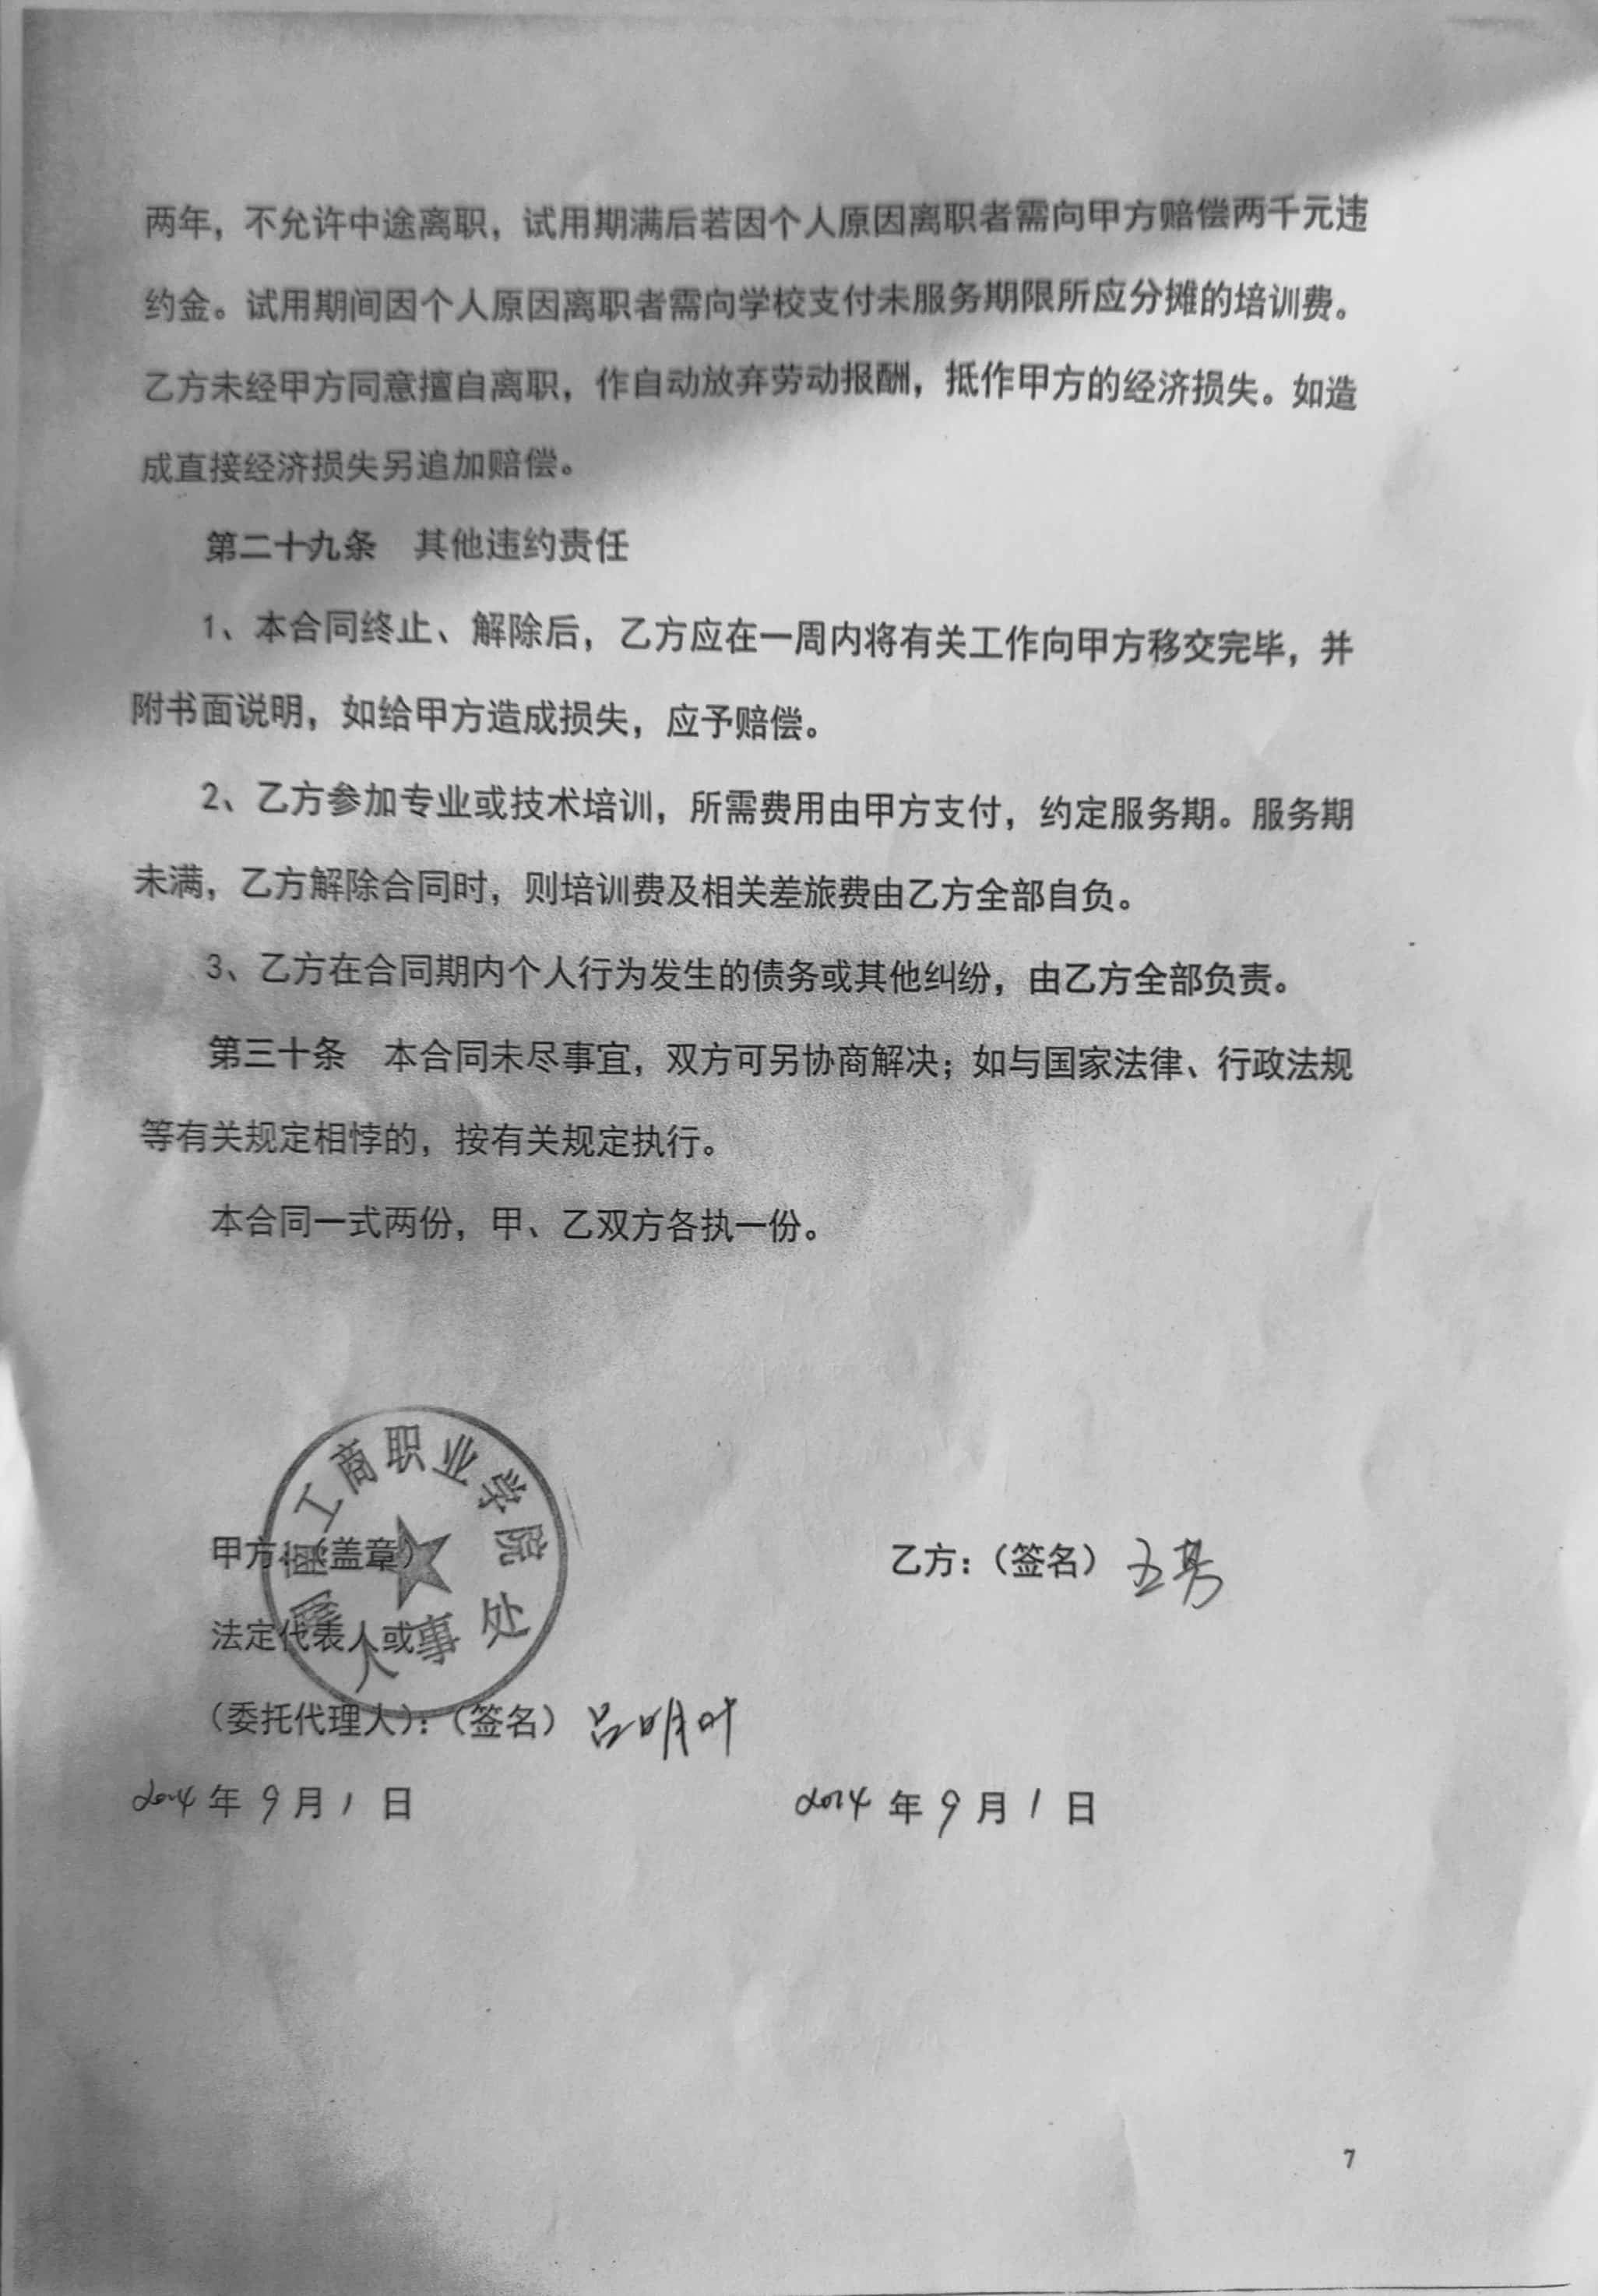 两年，不允许中途离职，试用期满后若因个人原因离职者需向甲方赔偿两千元违
约金。试用期间因个人原因离职者需向学校支付未服务期限所应分摊的培训费。
乙方未经甲方同意擅自离职，作自动放弃劳动报酬，抵作甲方的经济损失。如造
成直接经济损失另追加赔偿。
第二十九条　其他违约责任
1、本合同终止、解除后，乙方应在一周内将有关工作向甲方移交完毕，并
附书面说明，如给甲方造成损失，应予赔偿。
2、乙方参加专业或技术培训，所需费用由甲方支付，约定服务期。服务期
未满，乙方解除合同时，则培训费及相关差旅费由乙方全部自负。
3、乙方在合同期内个人行为发生的债务或其他纠纷，由乙方全部负责。
第三十条　本合同未尽事宜，双方可另协商解决；如与国家法律、行政法规
等有关规定相悖的，按有关规定执行。
本合同一式两份，甲、乙双方各执一份。
工商职业学院
人事处
甲方：（盖章）
乙方：（签名）
法定代表人或
（委托代理人）：（签名）吕明叶
年 9 月 1 日
2014 年 9 月 1 日
7